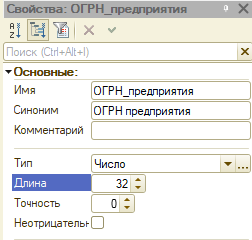 Свойства: ОГРН_предприятия
Поиск (Ctrl+Alt+I)
Основные:
Имя ОГРН_предприятия
Синоним ОГРН предприятия
Комментарий
Тип Число
Длина 32
Точность 0
Неотрицательн